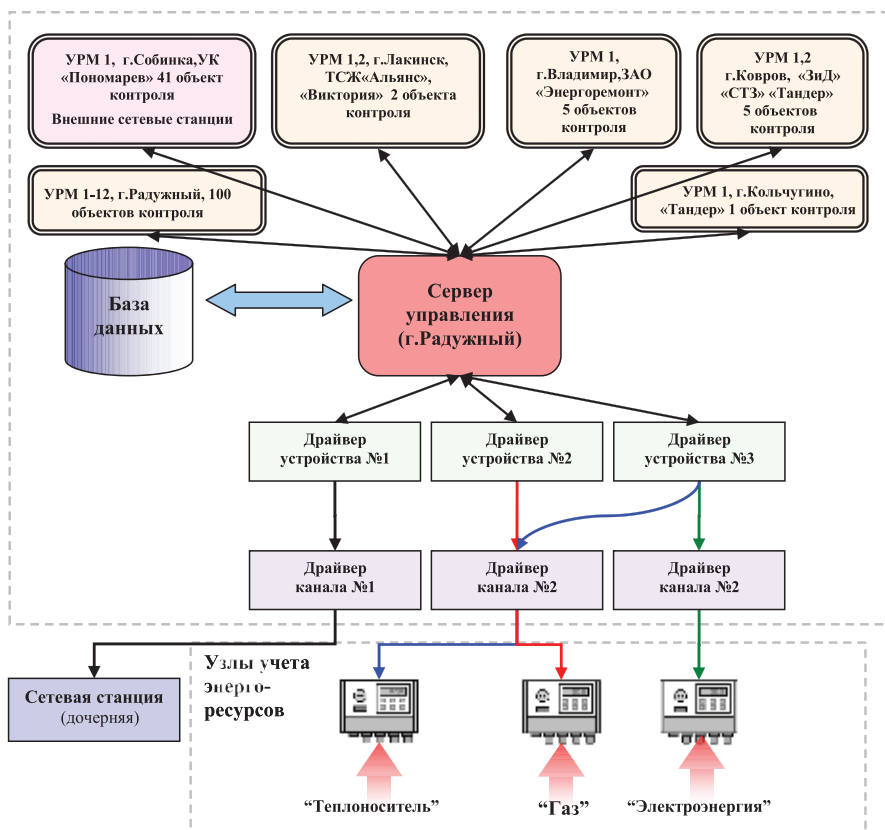 УРМ 1, г.Собинка,УК
«Пономарев» 41 объект
контроля
Внешние сетевые станции
УРМ 1,2, г.Лакинск,
ТСЖ«Альянс»,
«Виктория» 2 объекта
контроля
УРМ 1,
г.Владимир,ЗАО
«Энергоремонт»
5 объектов
контроля
УРМ 1,2
г.Ковров, «ЗиД»
«СТЗ» «Тандер»
5 объектов
контроля
УРМ 1-12, г.Радужный, 100
объектов контроля
УРМ 1, г.Кольчугино,
«Тандер» 1 объект контроля
База
данных
Сервер
управления
(г.Радужный)
Драйвер
устройства №1
Драйвер
устройства №2
Драйвер
устройства №3
Драйвер
канала №1
Драйвер
канала №2
Драйвер
канала №2
Сетевая станция
(дочерняя)
Узлы учета
энерго-
ресурсов
“Теплоноситель”
“Газ”
“Электроэнергия”